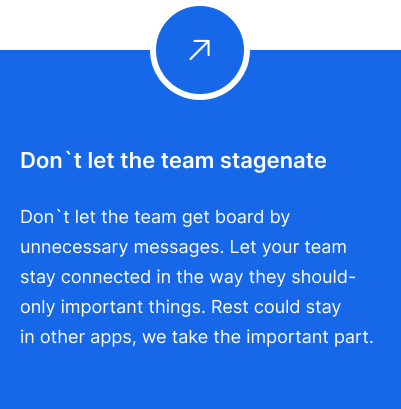 Don`t let the team stagenate
Don`t let the team get board by
unnecessary messages. Let your team
stay connected in the way they should-
only important things. Rest could stay
in other apps, we take the important part.